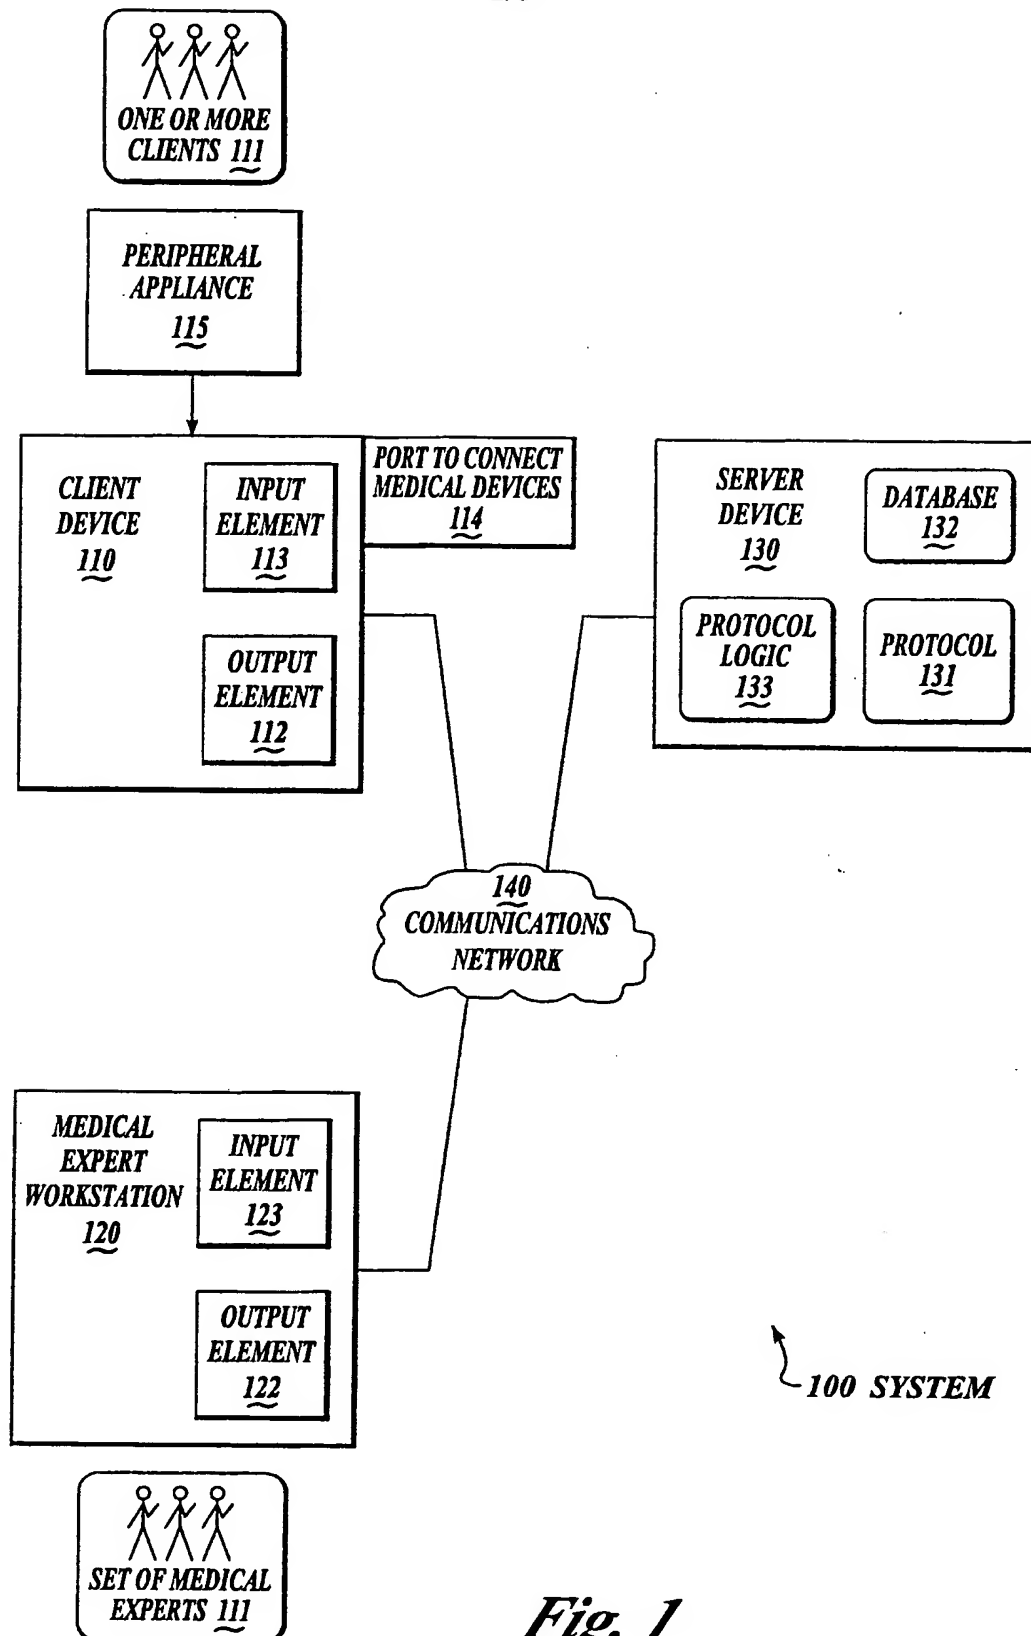 ONE OR MORE
CLIENTS 111
PERIPHERAL
APPLIANCE
115
CLIENT
DEVICE
110
INPUT
ELEMENT
113
PORT TO CONNECT
MEDICAL DEVICES
114
OUTPUT
ELEMENT
112
SERVER
DEVICE
130
DATABASE
132
PROTOCOL
LOGIC
133
PROTOCOL
131
140
COMMUNICATIONS
NETWORK
MEDICAL
EXPERT
WORKSTATION
120
INPUT
ELEMENT
123
OUTPUT
ELEMENT
122
100 SYSTEM
SET OF MEDICAL
EXPERTS 111
Fig. 1